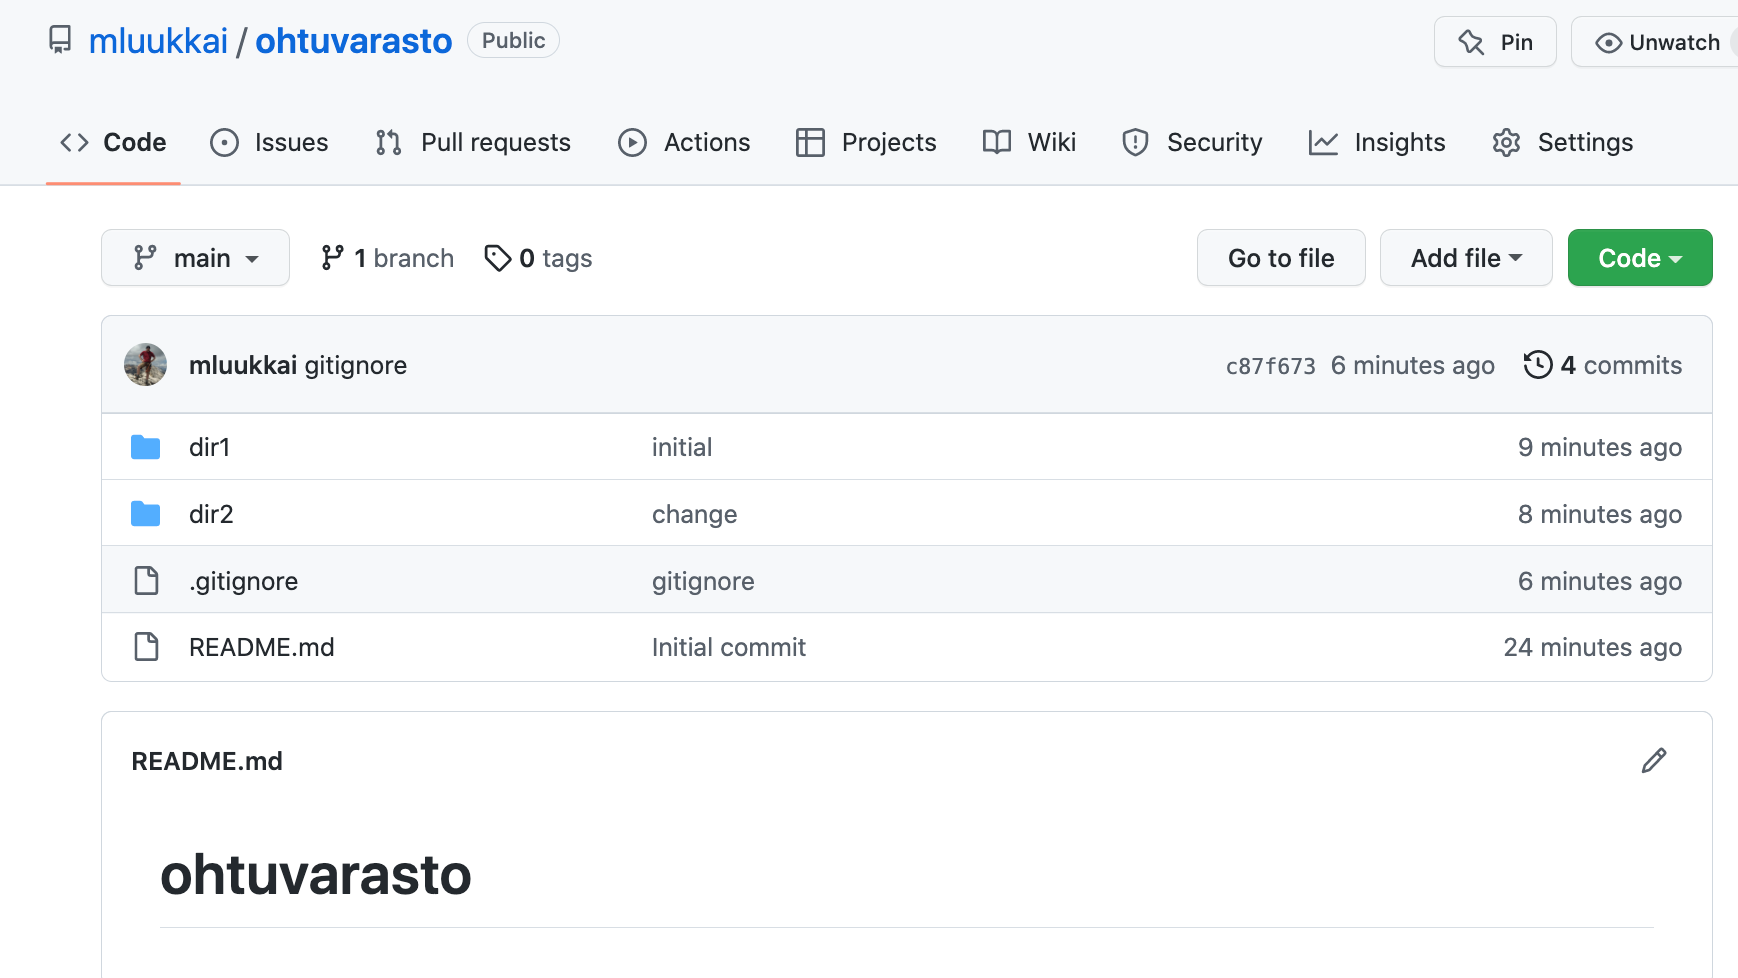 mluukkai / ohtuvarasto Public Pin Unwatch
Code Issues Pull requests Actions Projects Wiki Security Insights Settings
main 1 branch 0 tags Go to file Add file Code
mluukkai gitignore c87f673 6 minutes ago 4 commits
dir1 initial 9 minutes ago
dir2 change 8 minutes ago
.gitignore gitignore 6 minutes ago
README.md Initial commit 24 minutes ago
README.md
ohtuvarasto